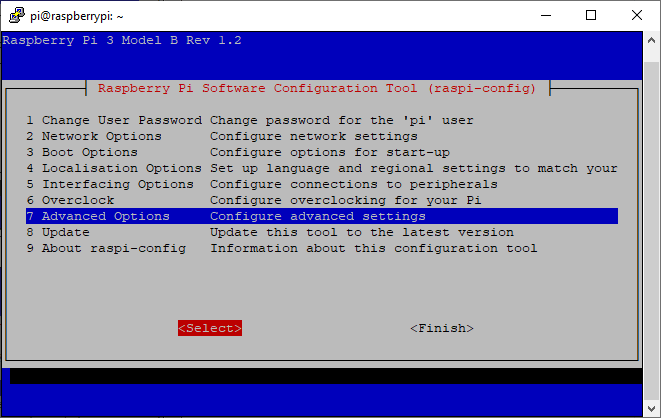 pi@raspberrypi: ~
Raspberry Pi 3 Model B Rev 1.2
Raspberry Pi Software Configuration Tool (raspi-config)
1 Change User Password Change password for the 'pi' user
2 Network Options Configure network settings
3 Boot Options Configure options for start-up
4 Localisation Options Set up language and regional settings to match your
5 Interfacing Options Configure connections to peripherals
6 Overclock Configure overclocking for your Pi
7 Advanced Options Configure advanced settings
8 Update Update this tool to the latest version
9 About raspi-config Information about this configuration tool
<Select> <Finish>